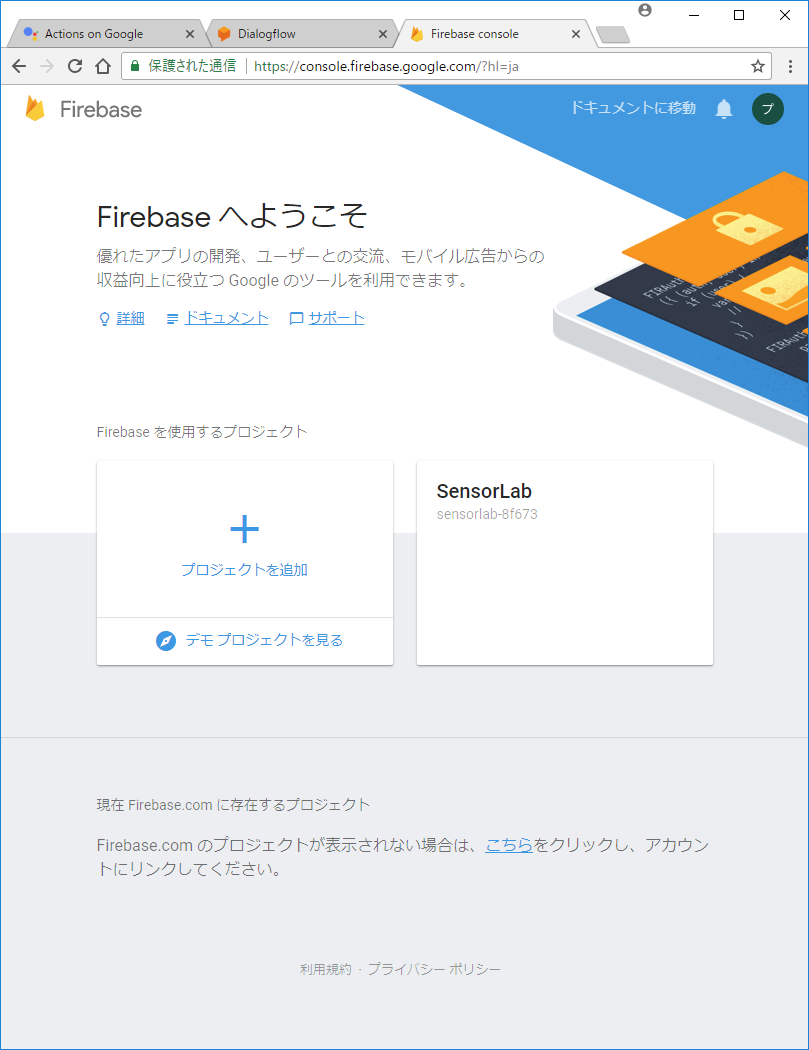 Actions on Google
Dialogflow
Firebase console
保護された通信
https://console.firebase.google.com/?hl=ja
Firebase
ドキュメントに移動
プ
Firebase へようこそ
優れたアプリの開発、ユーザーとの交流、モバイル広告からの
収益向上に役立つ Google のツールを利用できます。
詳細
ドキュメント
サポート
Firebase を使用するプロジェクト
プロジェクトを追加
デモ プロジェクトを見る
SensorLab
sensorlab-8f673
現在 Firebase.com に存在するプロジェクト
Firebase.com のプロジェクトが表示されない場合は、こちらをクリックし、アカウン
トにリンクしてください。
利用規約 · プライバシー ポリシー